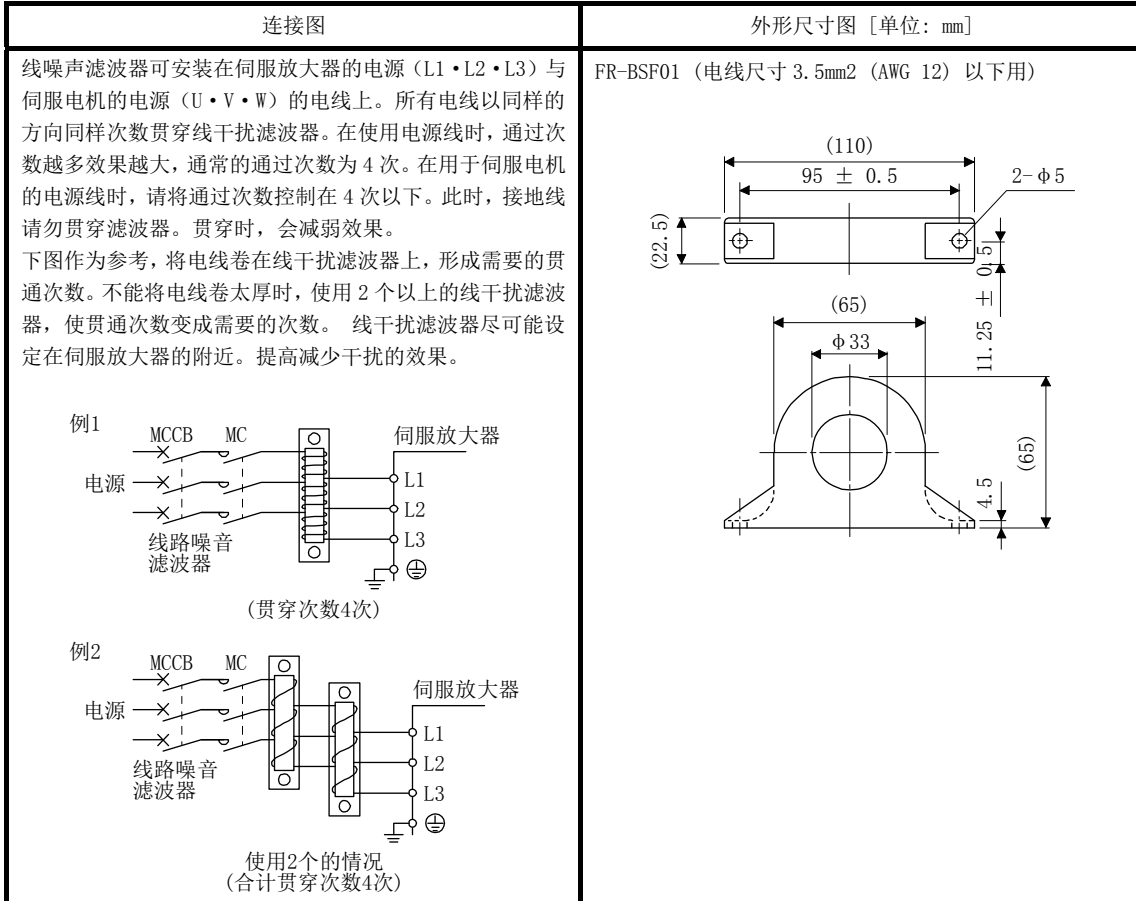 连接图
外形尺寸图 [单位: mm]
线噪声滤波器可安装在伺服放大器的电源（L1・L2・L3）与
伺服电机的电源（U・V・W）的电线上。所有电线以同样的
方向同样次数贯穿线干扰滤波器。在使用电源线时，通过次
数越多效果越大，通常的通过次数为 4 次。在用于伺服电机
的电源线时，请将通过次数控制在 4 次以下。此时，接地线
请勿贯穿滤波器。贯穿时，会减弱效果。
下图作为参考，将电线卷在线干扰滤波器上，形成需要的贯
通次数。不能将电线卷太厚时，使用 2 个以上的线干扰滤波
器，使贯通次数变成需要的次数。 线干扰滤波器尽可能设
定在伺服放大器的附近。提高减少干扰的效果。
例1
MCCB MC
伺服放大器
电源
L1
L2
L3
线路噪音
滤波器
(贯穿次数4次)
例2
MCCB MC
伺服放大器
电源
L1
L2
L3
线路噪音
滤波器
使用2个的情况
(合计贯穿次数4次)
FR-BSF01 (电线尺寸 3.5mm2 (AWG 12) 以下用)
(110)
95 ± 0.5
2-φ5
(22.5)
11.25 ± 0.5
(65)
φ33
(65)
4.5